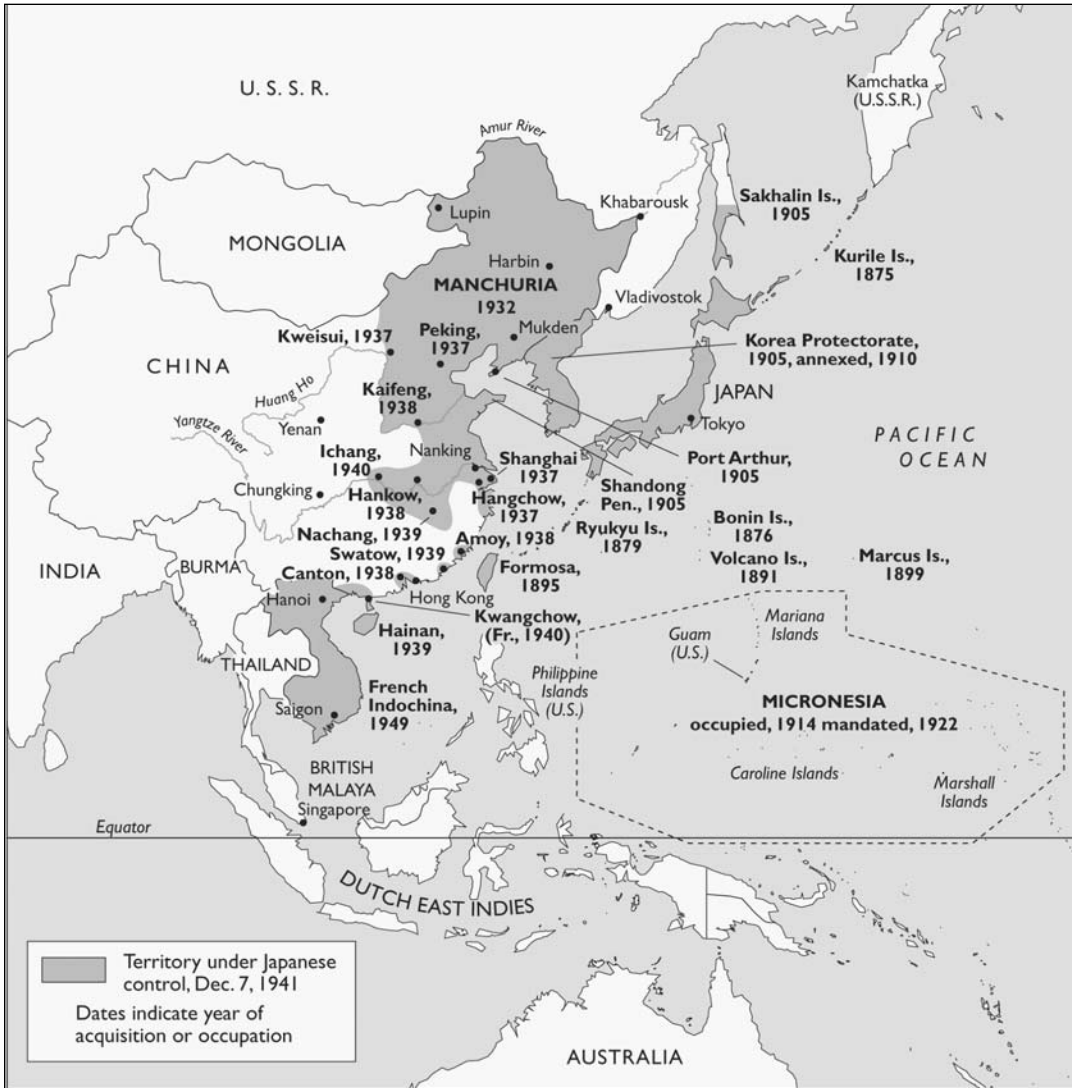 U. S. S. R.
Kamchatka
(U.S.S.R.)
Amur River
Lupin
Khabarousk
Sakhalin Is.,
1905
MONGOLIA
Harbin
Kurile Is.,
1875
MANCHURIA
1932
Vladivostok
Mukden
Kweisui, 1937
Peking,
1937
Korea Protectorate,
1905, annexed, 1910
CHINA
Huang Ho
Kaifeng,
1938
JAPAN
Tokyo
Yangtze River
Yenan
PACIFIC
OCEAN
Nanking
Ichang,
1940
Shanghai
1937
Port Arthur,
1905
Chungking
Hankow,
1938
Hangchow,
1937
Shandong
Pen., 1905
Nachang, 1939
Ryukyu Is.,
1879
Bonin Is.,
1876
Amoy, 1938
Swatow, 1939
Volcano Is.,
1891
Marcus Is.,
1899
INDIA
BURMA
Canton, 1938
Formosa,
1895
Hanoi
Hong Kong
Kwangchow,
(Fr., 1940)
Hainan,
1939
Mariana
Islands
Guam
(U.S.)
THAILAND
Philippine
Islands
(U.S.)
French
Indochina,
1949
Saigon
MICRONESIA
occupied, 1914 mandated, 1922
BRITISH
MALAYA
Singapore
Caroline Islands
Marshall
Islands
Equator
DUTCH EAST INDIES
Territory under Japanese
control, Dec. 7, 1941
Dates indicate year of
acquisition or occupation
AUSTRALIA